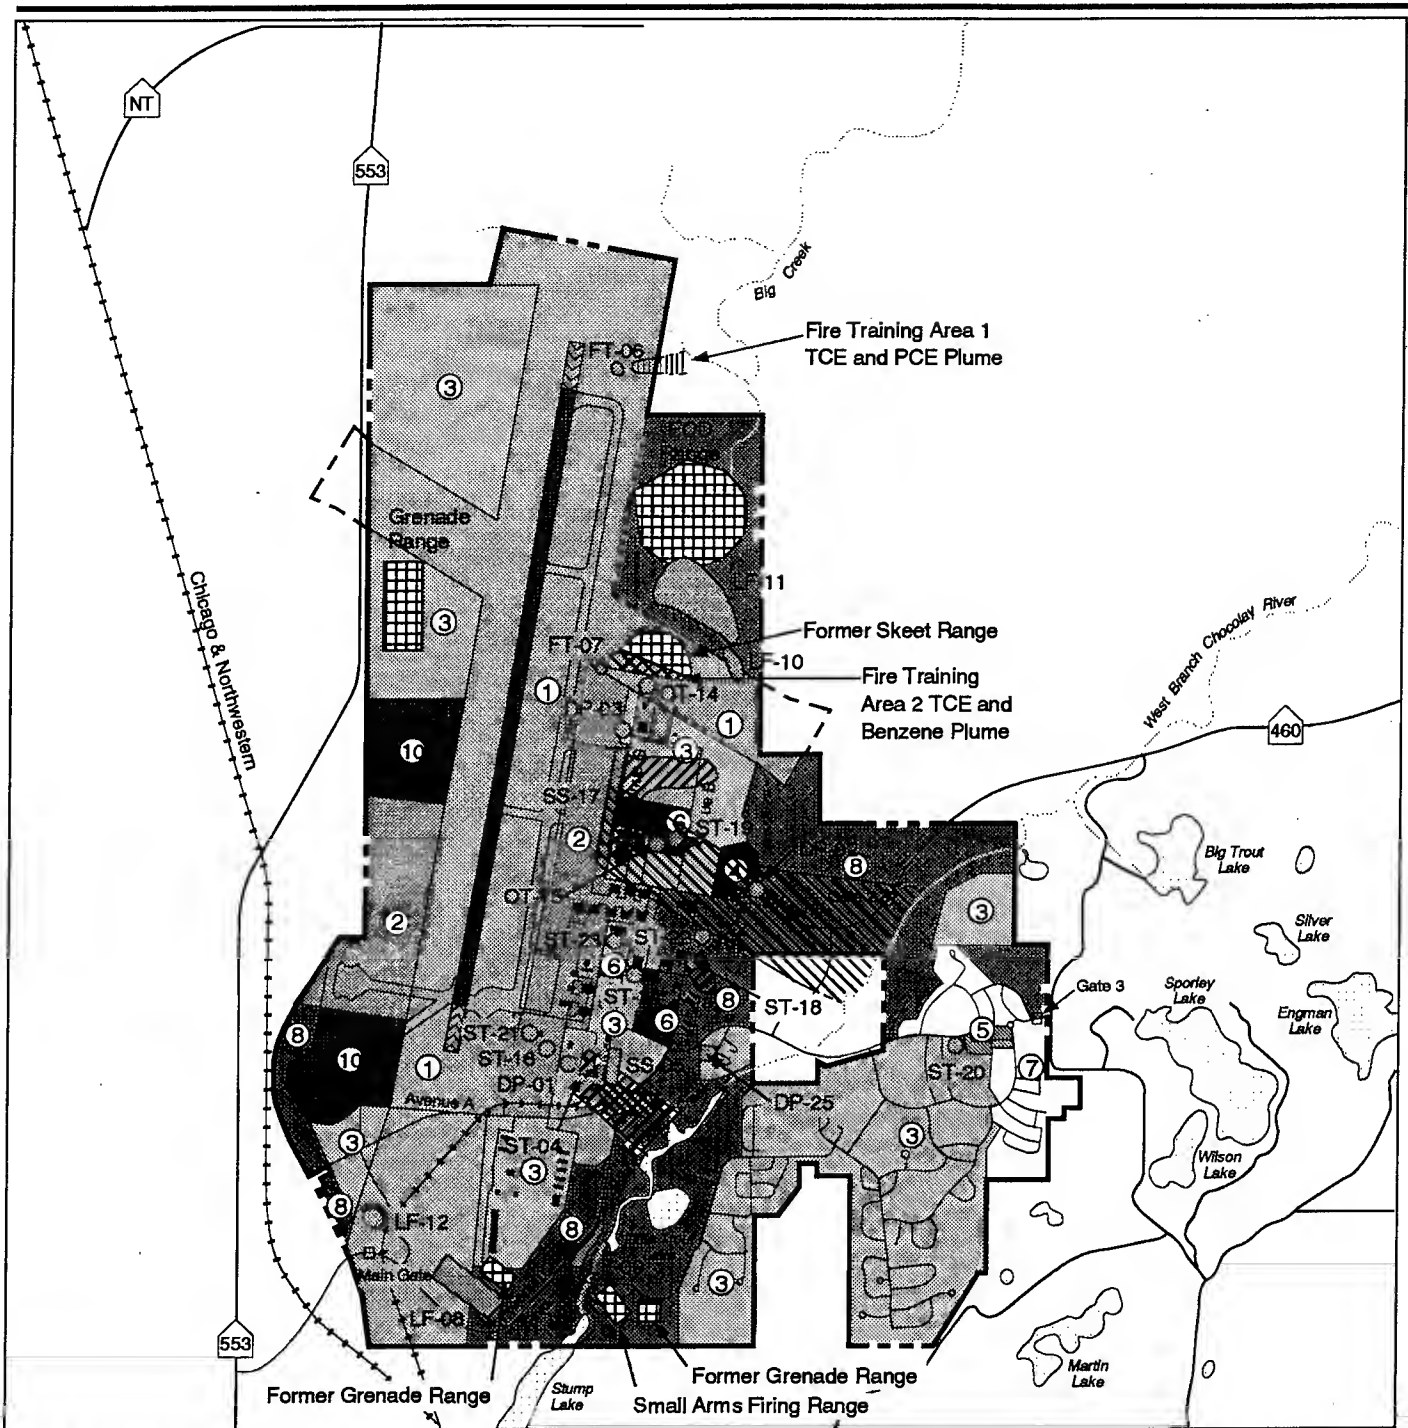 NT
553
Big Creek
Fire Training Area 1
TCE and PCE Plume
FT-06
3
EOD
Range
Grenade
Range
11
3
Chicago & Northwestern
Former Skeet Range
FT-07
West Branch Chocolay River
Fire Training
Area 2 TCE and
Benzene Plume
1
1
460
10
3
SS-17
6
2
8
Big Trout
Lake
3
2
Silver
Lake
ST-23
6
8
ST-18
Gate 3
Sporley
Lake
Engman
Lake
8
10
3
6
5
ST-21
ST-16
1
SS
ST-20
7
DP-01
Avenue A
DP-25
3
ST-04
3
3
Wilson
Lake
8
LF-12
8
Main Gate
3
LF-08
553
Former Grenade Range
Stump
Lake
Former Grenade Range
Small Arms Firing Range
Martin
Lake